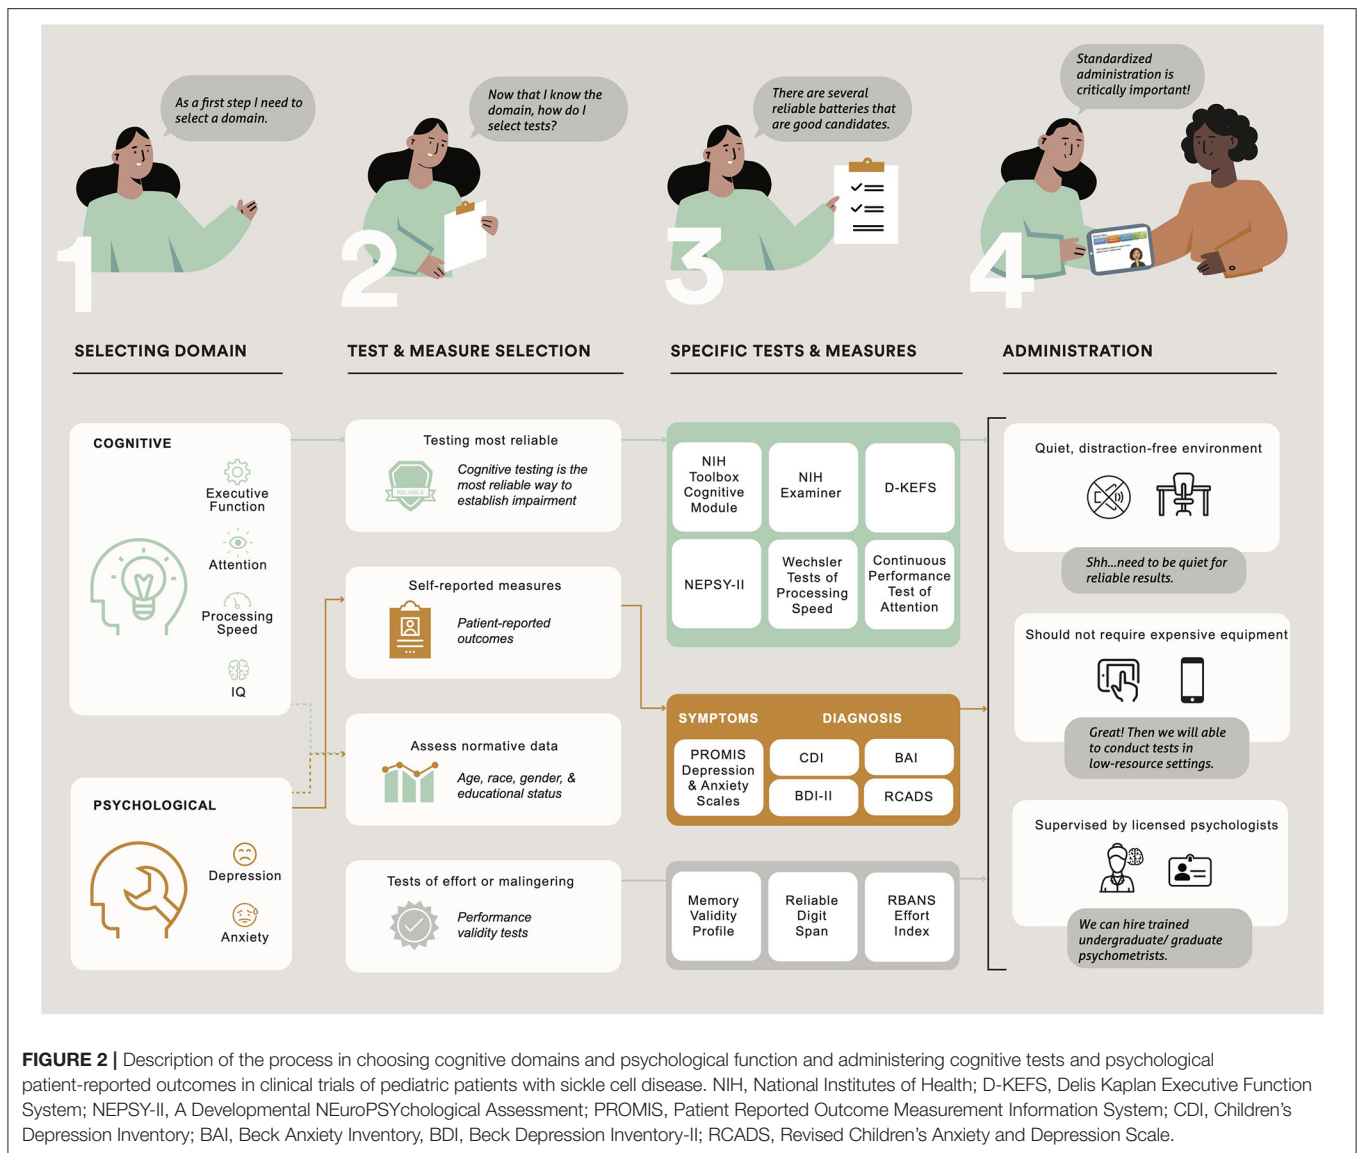 As a first step I need to
select a domain.
Now that I know the
domain, how do I
select tests?
There are several
reliable batteries that
are good candidates.
Standardized
administration is
critically important!
1
2
3
4
SELECTING DOMAIN
TEST & MEASURE SELECTION
SPECIFIC TESTS & MEASURES
ADMINISTRATION
COGNITIVE
Executive
Function
Attention
Processing
Speed
IQ
PSYCHOLOGICAL
Depression
Anxiety
Testing most reliable
RELIABLE
Cognitive testing is the
most reliable way to
establish impairment
Self-reported measures
Patient-reported
outcomes
Assess normative data
Age, race, gender, &
educational status
Tests of effort or malingering
Performance
validity tests
NIH
Toolbox
Cognitive
Module
NIH
Examiner
D-KEFS
NEPSY-II
Wechsler
Tests of
Processing
Speed
Continuous
Performance
Test of
Attention
SYMPTOMS
DIAGNOSIS
PROMIS
Depression
& Anxiety
Scales
CDI
BAI
BDI-II
RCADS
Memory
Validity
Profile
Reliable
Digit
Span
RBANS
Effort
Index
Quiet, distraction-free environment
Shh...need to be quiet for
reliable results.
Should not require expensive equipment
Great! Then we will able
to conduct tests in
low-resource settings.
Supervised by licensed psychologists
We can hire trained
undergraduate/ graduate
psychometrists.
FIGURE 2 | Description of the process in choosing cognitive domains and psychological function and administering cognitive tests and psychological
patient-reported outcomes in clinical trials of pediatric patients with sickle cell disease. NIH, National Institutes of Health; D-KEFS, Delis Kaplan Executive Function
System; NEPSY-II, A Developmental NEuroPSYchological Assessment; PROMIS, Patient Reported Outcome Measurement Information System; CDI, Children's
Depression Inventory; BAI, Beck Anxiety Inventory, BDI, Beck Depression Inventory-II; RCADS, Revised Children's Anxiety and Depression Scale.